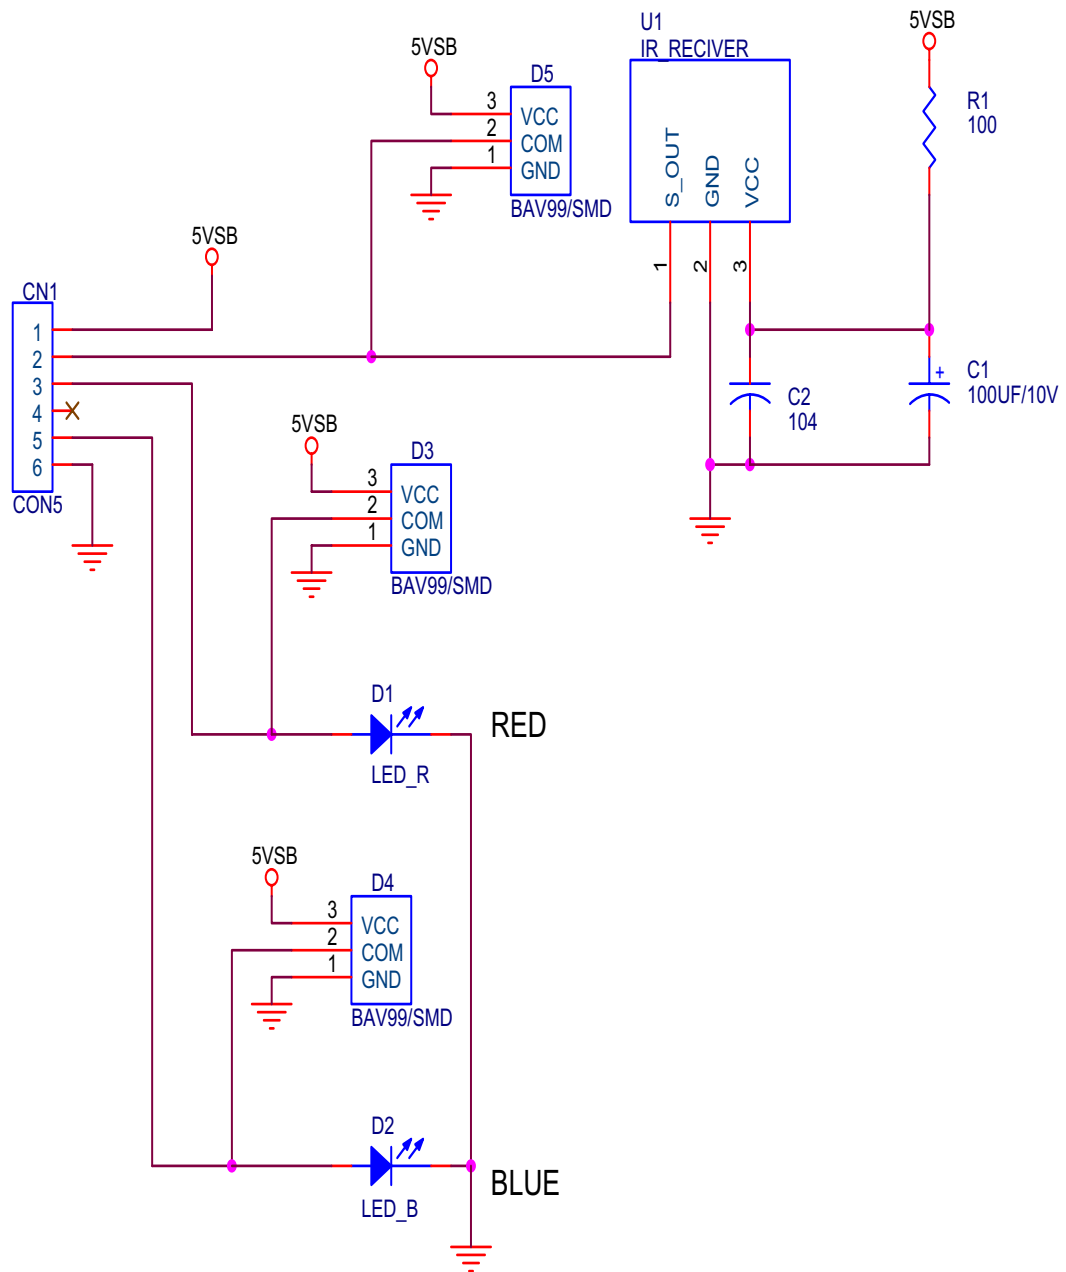 U1
IR_RECIVER
S_OUT
GND
VCC
1
2
3
5VSB
R1
100
5VSB
D5
3
2
1
VCC
COM
GND
BAV99/SMD
5VSB
CN1
1
2
3
4
5
6
CON5
C2
104
+
C1
100UF/10V
5VSB
D3
3
2
1
VCC
COM
GND
BAV99/SMD
D1
RED
LED_R
5VSB
D4
3
2
1
VCC
COM
GND
BAV99/SMD
D2
BLUE
LED_B